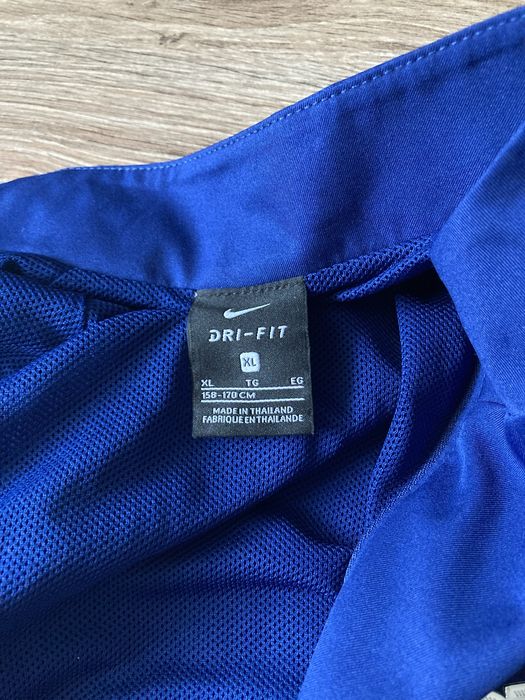 DRI-FIT
XL
XL TG EG
158-170 CM
MADE IN THAILAND
FABRIQUE EN THAILANDE